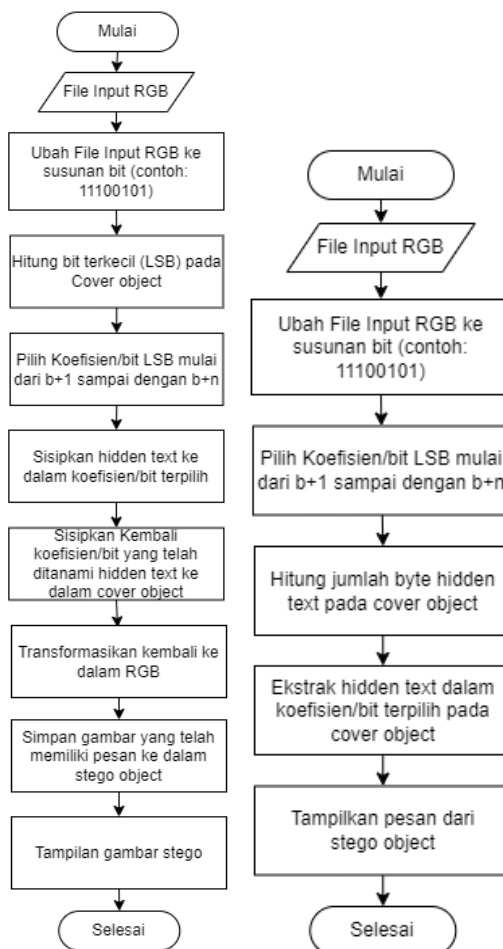 Mulai
File Input RGB
Ubah File Input RGB ke
susunan bit (contoh:
11100101)
Hitung bit terkecil (LSB) pada
Cover object
Pilih Koefisien/bit LSB mulai
dari b+1 sampai dengan b+n
Sisipkan hidden text ke
dalam koefisien/bit terpilih
Sisipkan Kembali
koefisien/bit yang telah
ditanami hidden text ke
dalam cover object
Transformasikan kembali ke
dalam RGB
Simpan gambar yang telah
memiliki pesan ke dalam
stego object
Tampilan gambar stego
Selesai
Mulai
File Input RGB
Ubah File Input RGB ke
susunan bit (contoh:
11100101)
Pilih Koefisien/bit LSB mulai
dari b+1 sampai dengan b+n
Hitung jumlah byte hidden
text pada cover object
Ekstrak hidden text dalam
koefisien/bit terpilih pada
cover object
Tampilkan pesan dari
stego object
Selesai